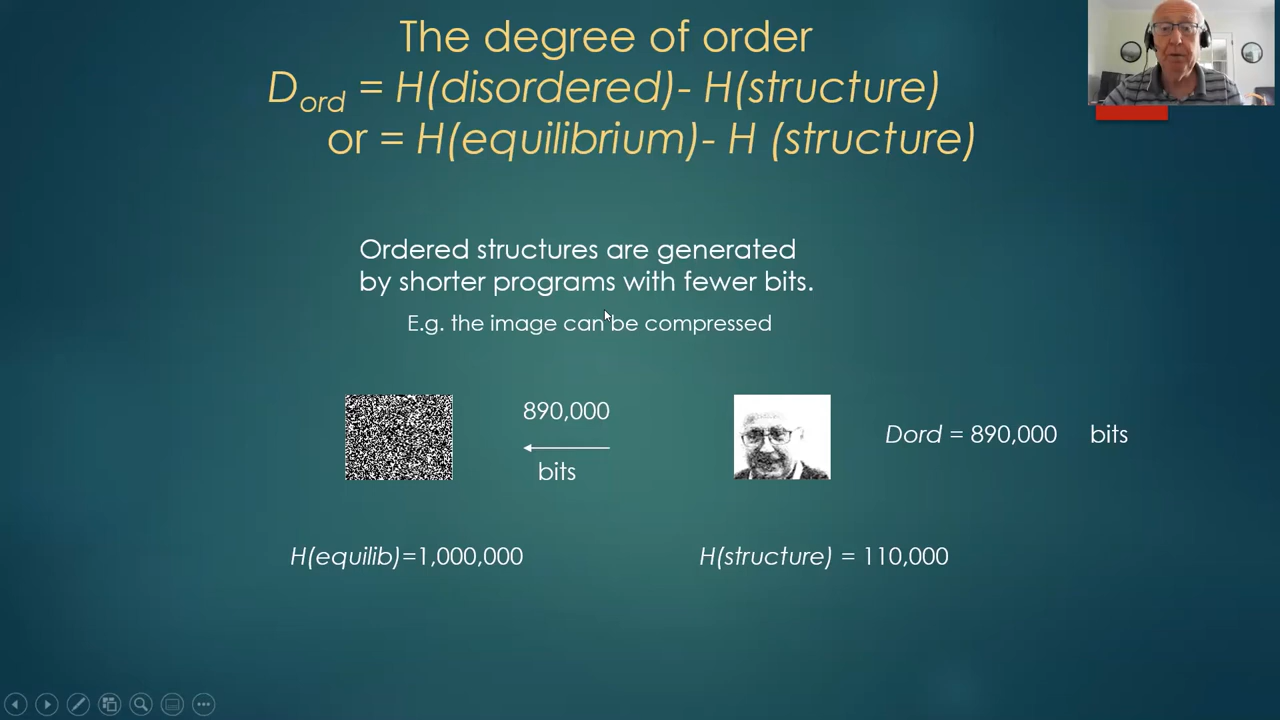 The degree of order
D_ord = H(disordered)- H(structure)
or = H(equilibrium)- H (structure)
Ordered structures are generated
by shorter programs with fewer bits.
E.g. the image can be compressed
890,000
bits
Dord = 890,000 bits
H(equilib)=1,000,000
H(structure) = 110,000